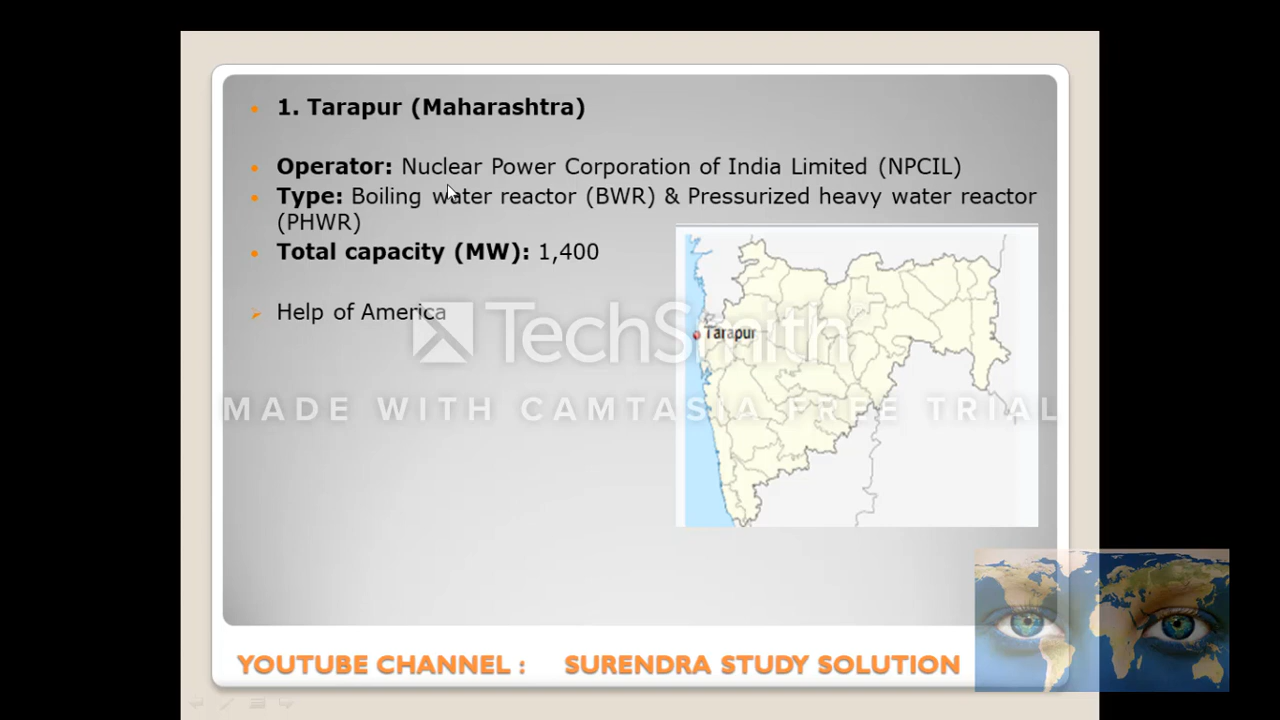 1. Tarapur (Maharashtra)
Operator: Nuclear Power Corporation of India Limited (NPCIL)
Type: Boiling water reactor (BWR) & Pressurized heavy water reactor
(PHWR)
Total capacity (MW): 1,400
Help of America
Tarapur
TechSmith
MADE WITH CAMTASIA FREE TRIAL
YOUTUBE CHANNEL : SURENDRA STUDY SOLUTION